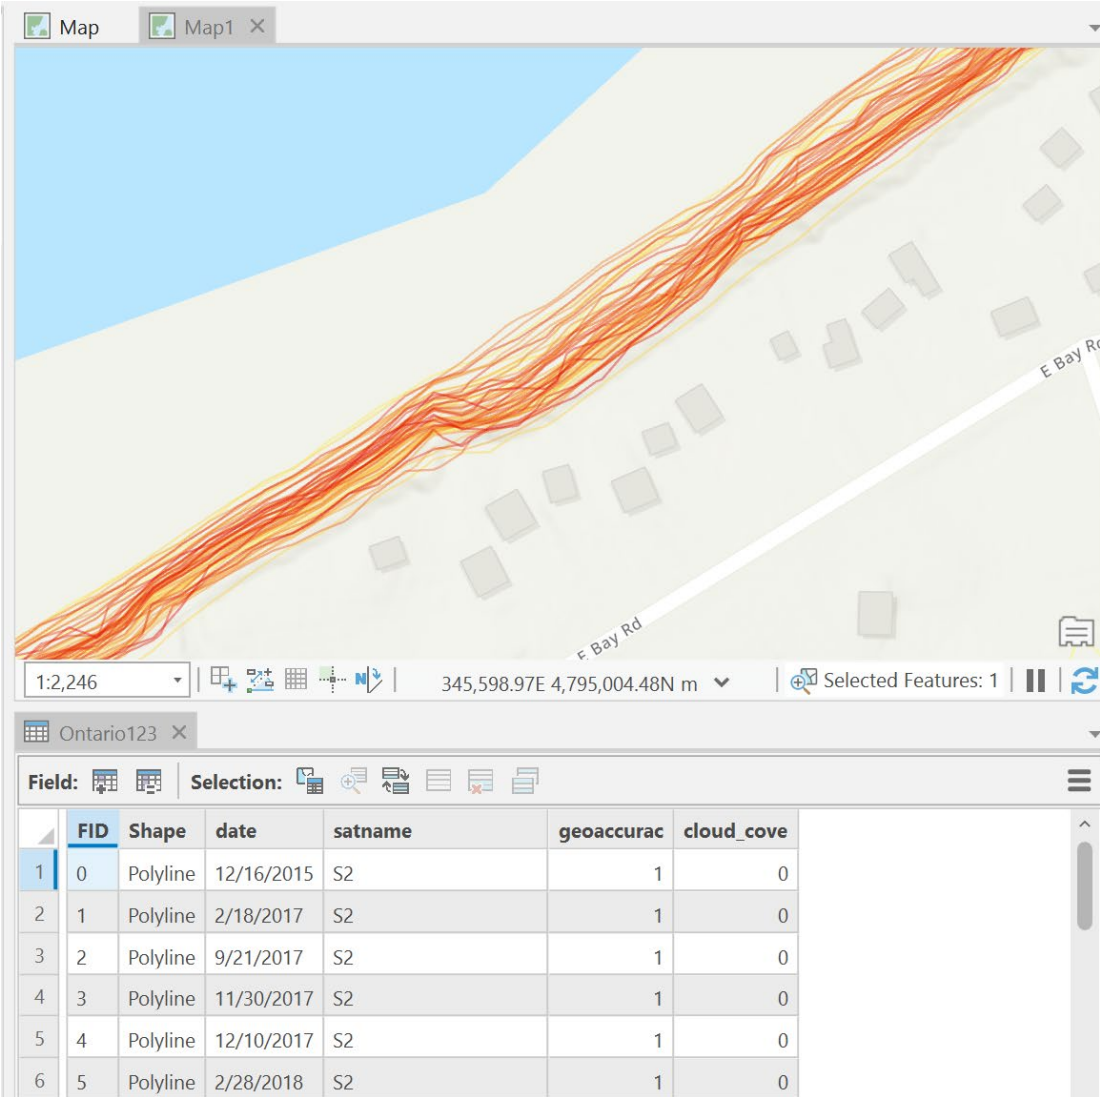 Map
Map1
E Bay Rd
E Bay Rd
1:2,246
345,598.97E 4,795,004.48N m
Selected Features: 1
Ontario123
Field:
Selection:
FID Shape date satname geoaccurac cloud_cove
1 0 Polyline 12/16/2015 S2 1 0
2 1 Polyline 2/18/2017 S2 1 0
3 2 Polyline 9/21/2017 S2 1 0
4 3 Polyline 11/30/2017 S2 1 0
5 4 Polyline 12/10/2017 S2 1 0
6 5 Polyline 2/28/2018 S2 1 0